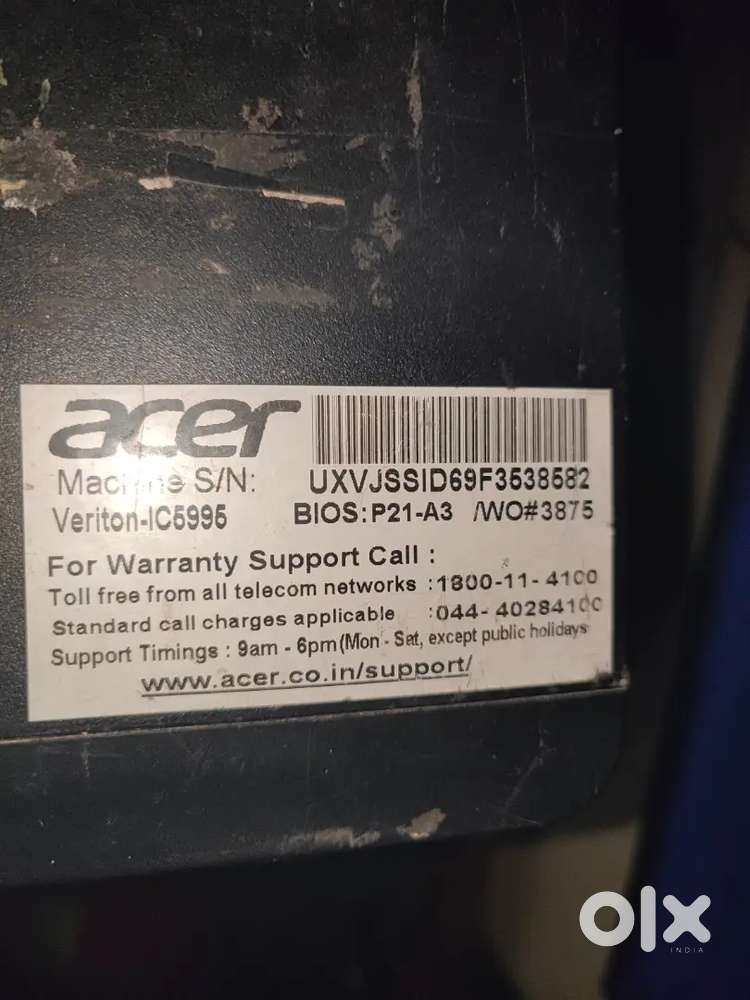 acer
Machine S/N: UXVJSSID69F3538582
Veriton-IC5995 BIOS:P21-A3 /WO#3875
For Warranty Support Call :
Toll free from all telecom networks :1800-11- 4100
Standard call charges applicable :044- 40284100
Support Timings : 9am - 6pm(Mon - Sat, except public holidays
www.acer.co.in/support/
olx
INDIA